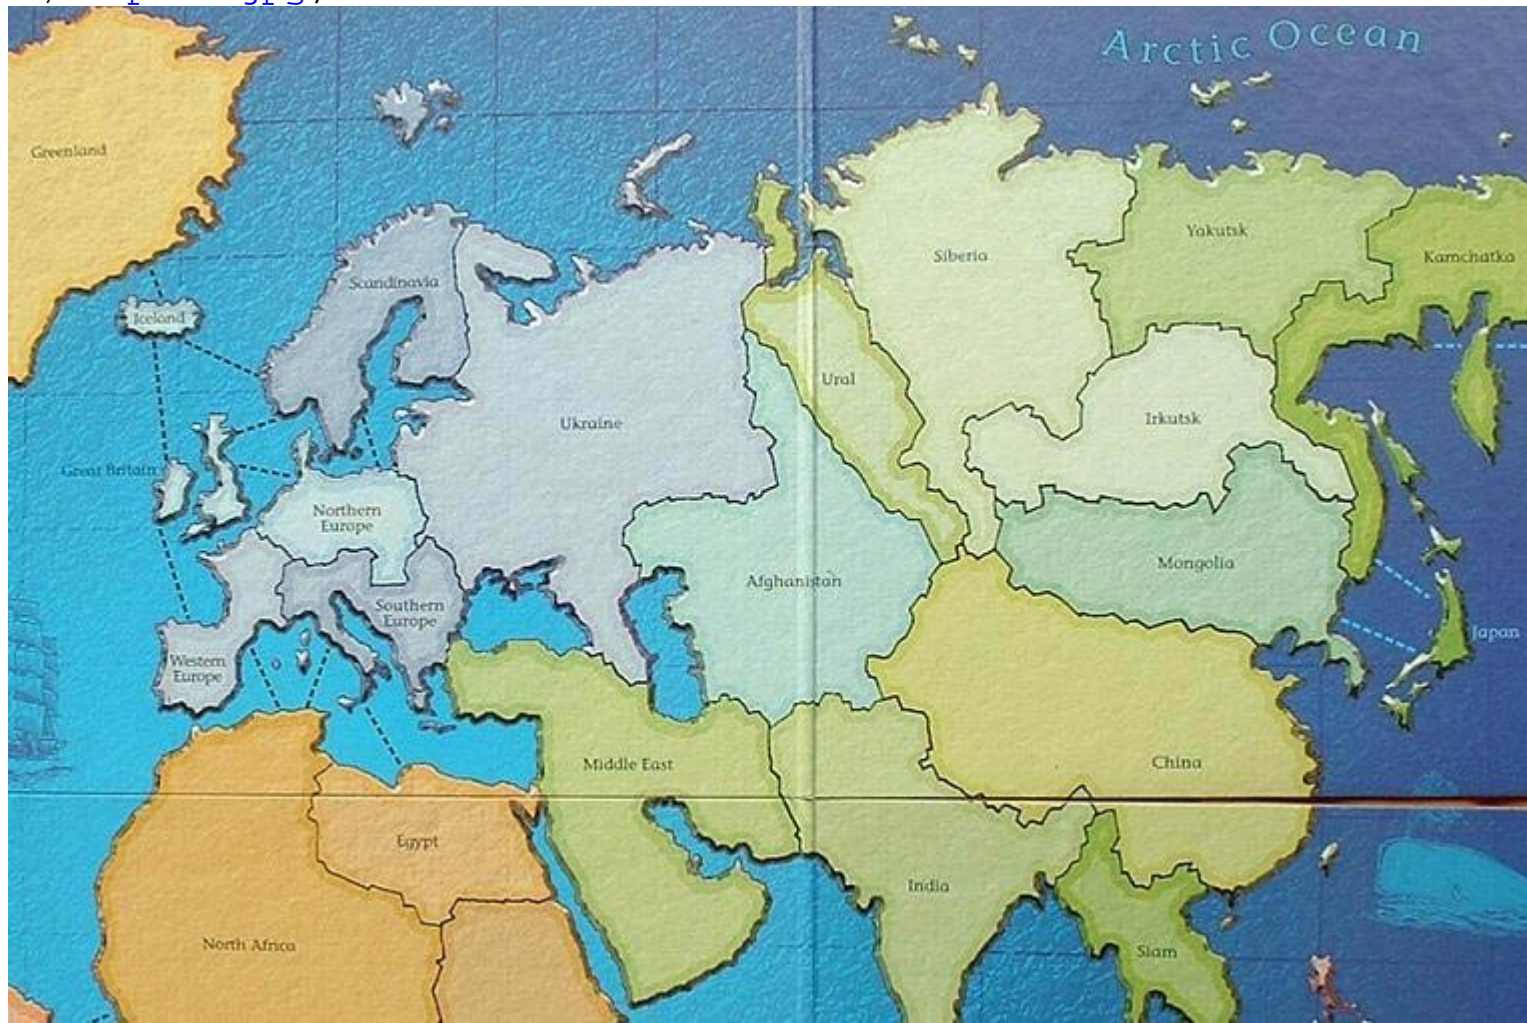 Arctic Ocean
Greenland
Yakutsk
Siberia
Kamchatka
Scandinavia
Iceland
Ural
Ukraine
Irkutsk
Great Britain
Northern
Europe
Mongolia
Afghanistan
Southern
Europe
Japan
Western
Europe
Middle East
China
Egypt
India
North Africa
Siam